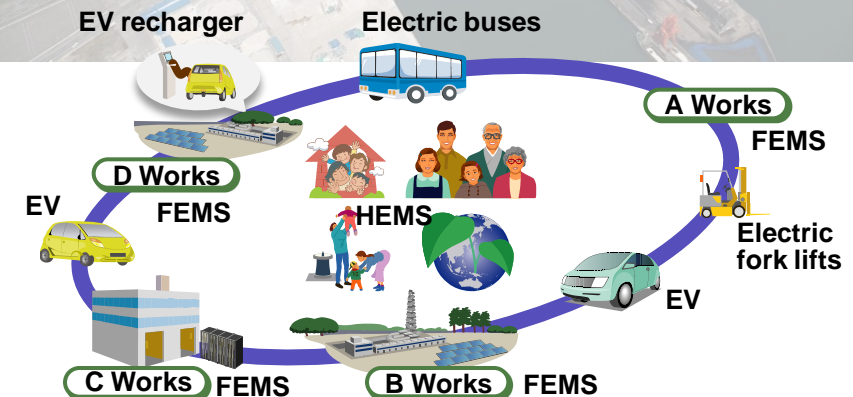 EV recharger
Electric buses
A Works
FEMS
D Works
FEMS
EV
HEMS
Electric
fork lifts
EV
C Works
FEMS
B Works
FEMS